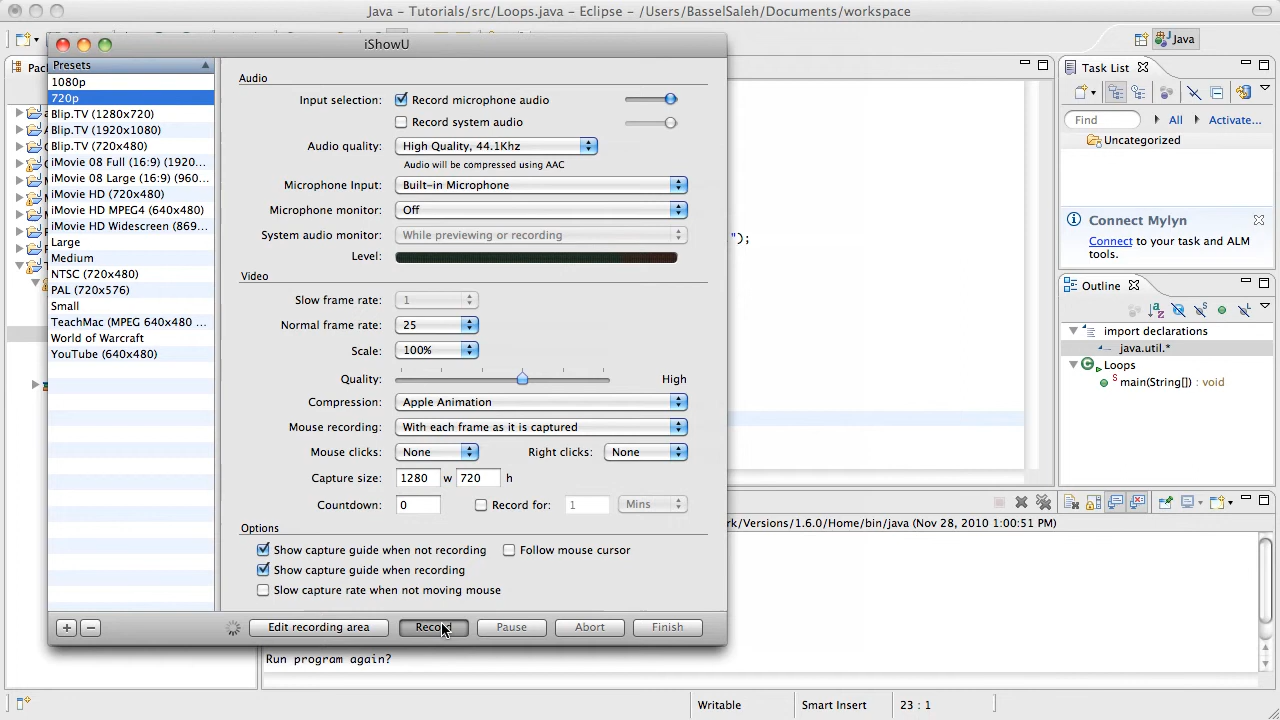 Java – Tutorials/src/Loops.java – Eclipse – /Users/BasselSaleh/Documents/workspace
Java
iShowU
Presets
1080p
720p
Blip.TV (1280x720)
Blip.TV (1920x1080)
Blip.TV (720x480)
iMovie 08 Full (16:9) (1920...
iMovie 08 Large (16:9) (960...
iMovie HD (720x480)
iMovie HD MPEG4 (640x480)
iMovie HD Widescreen (869...
Large
Medium
NTSC (720x480)
PAL (720x576)
Small
TeachMac (MPEG 640x480 ...
World of Warcraft
YouTube (640x480)
Audio
Input selection: Record microphone audio
Record system audio
Audio quality: High Quality, 44.1Khz
Audio will be compressed using AAC
Microphone Input: Built-in Microphone
Microphone monitor: Off
System audio monitor: While previewing or recording
Level:
Video
Slow frame rate: 1
Normal frame rate: 25
Scale: 100%
Quality: High
Compression: Apple Animation
Mouse recording: With each frame as it is captured
Mouse clicks: None Right clicks: None
Capture size: 1280 w 720 h
Countdown: 0 Record for: 1 Mins
Options
Show capture guide when not recording Follow mouse cursor
Show capture guide when recording
Slow capture rate when not moving mouse
+ − Edit recording area Record Pause Abort Finish
");
Task List
Find All Activate...
Uncategorized
Connect Mylyn
Connect to your task and ALM
tools.
Outline
import declarations
java.util.*
Loops
main(String[]) : void
rk/Versions/1.6.0/Home/bin/java (Nov 28, 2010 1:00:51 PM)
Run program again?
Writable Smart Insert 23 : 1